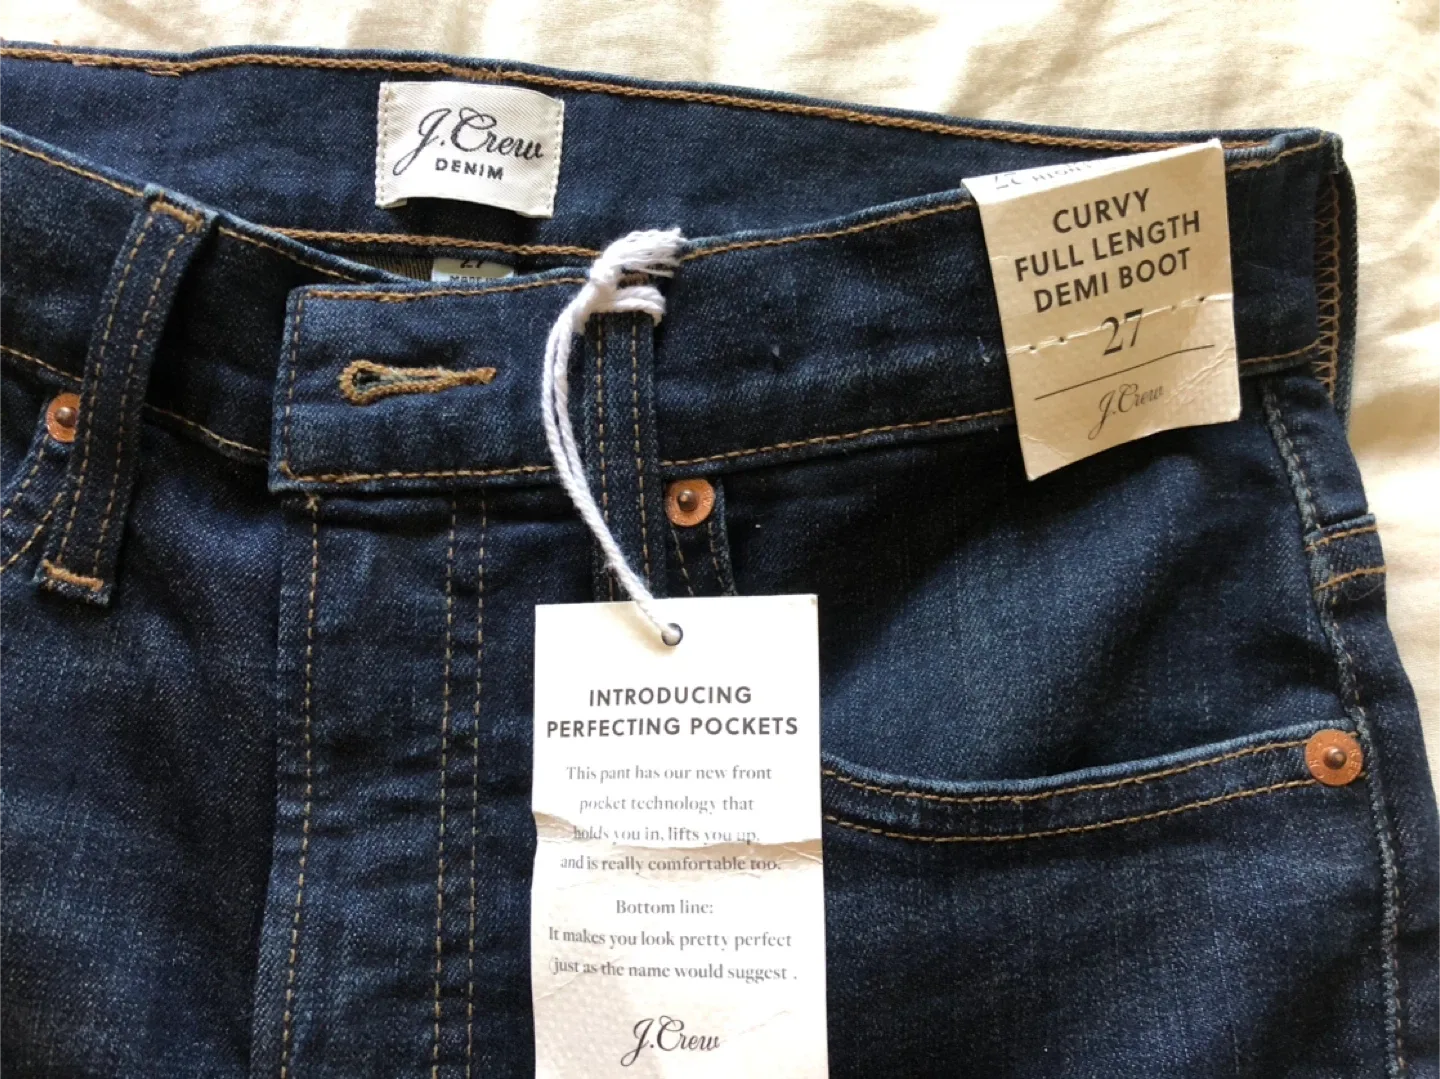 J.Crew
DENIM
27
CURVY
FULL LENGTH
DEMI BOOT
27
J.Crew
INTRODUCING
PERFECTING POCKETS
This pant has our new front
pocket technology that
holds you in, lifts you up,
and is really comfortable too.
Bottom line:
It makes you look pretty perfect
(just as the name would suggest .
J.Crew